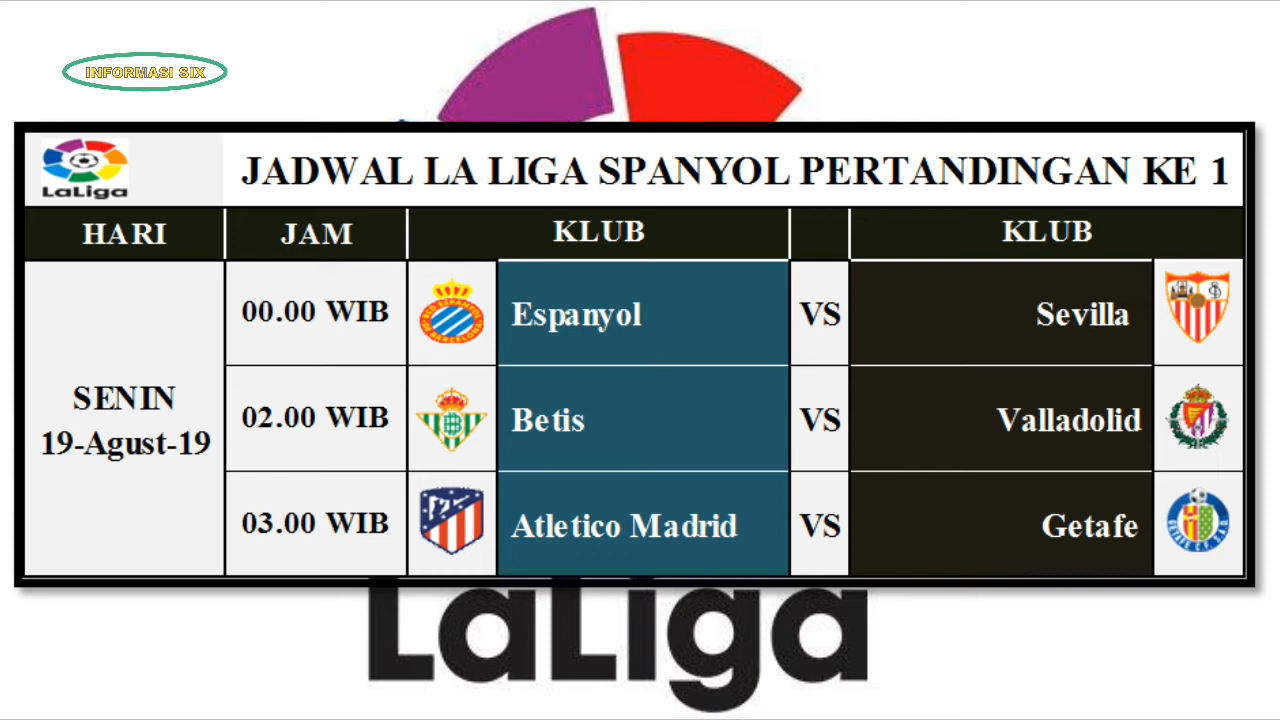 INFORMASI SIX
LaLiga
JADWAL LA LIGA SPANYOL PERTANDINGAN KE 1
HARI JAM KLUB KLUB
00.00 WIB Espanyol VS Sevilla
SENIN
19-Agust-19
02.00 WIB Betis VS Valladolid
03.00 WIB Atletico Madrid VS Getafe
LaLiga